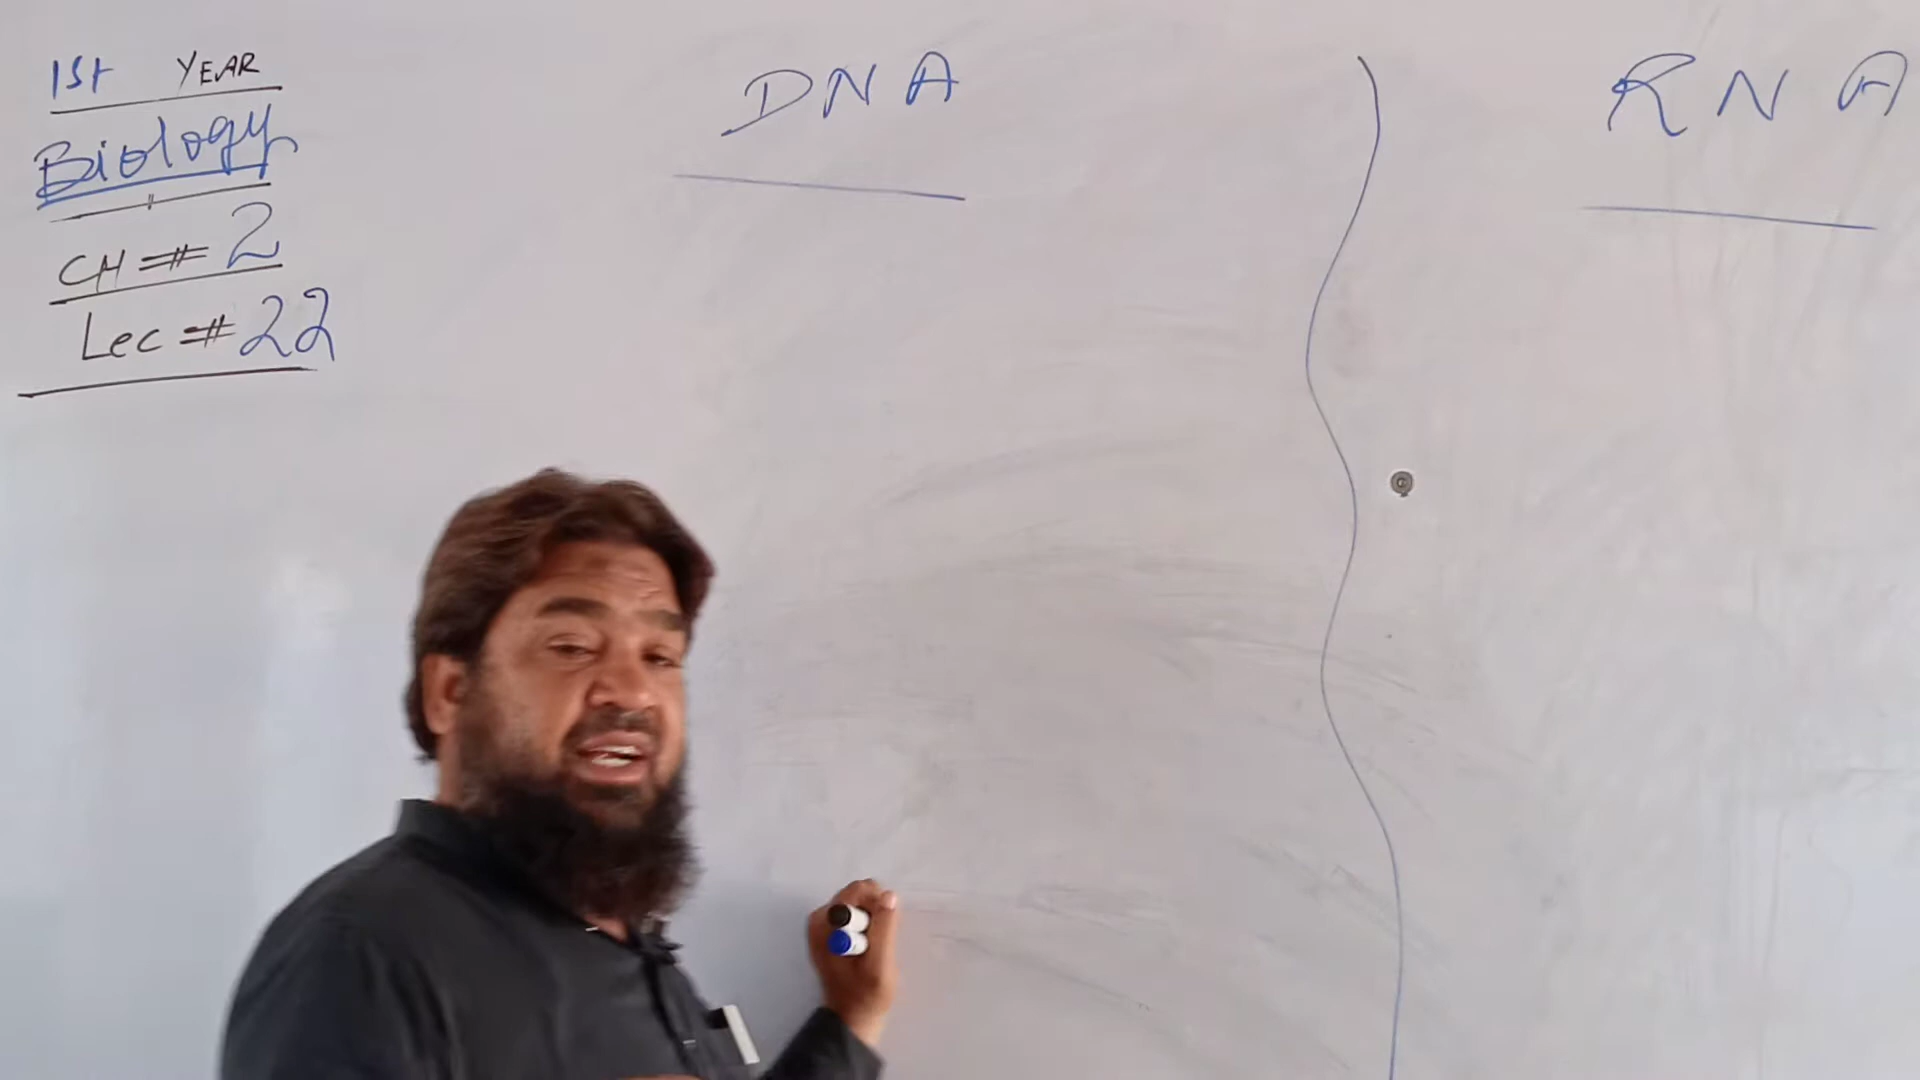 1st YEAR
Biology
CH # 2
Lec # 22
DNA
RNA